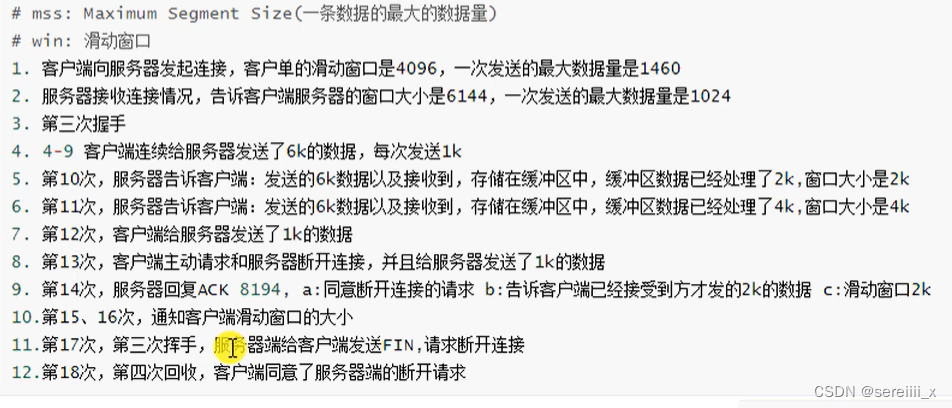 # mss: Maximum Segment Size(一条数据的最大的数据量)
# win: 滑动窗口
1. 客户端向服务器发起连接，客户单的滑动窗口是4096，一次发送的最大数据量是1460
2. 服务器接收连接情况，告诉客户端服务器的窗口大小是6144，一次发送的最大数据量是1024
3. 第三次握手
4. 4-9 客户端连续给服务器发送了6k的数据，每次发送1k
5. 第10次，服务器告诉客户端：发送的6k数据以及接收到，存储在缓冲区中，缓冲区数据已经处理了2k,窗口大小是2k
6. 第11次，服务器告诉客户端：发送的6k数据以及接收到，存储在缓冲区中，缓冲区数据已经处理了4k,窗口大小是4k
7. 第12次，客户端给服务器发送了1k的数据
8. 第13次，客户端主动请求和服务器断开连接，并且给服务器发送了1k的数据
9. 第14次，服务器回复ACK 8194, a:同意断开连接的请求 b:告诉客户端已经接受到方才发的2k的数据 c:滑动窗口2k
10.第15、16次，通知客户端滑动窗口的大小
11.第17次，第三次挥手，服务器端给客户端发送FIN,请求断开连接
12.第18次，第四次回收，客户端同意了服务器端的断开请求
CSDN @sereiiii_x